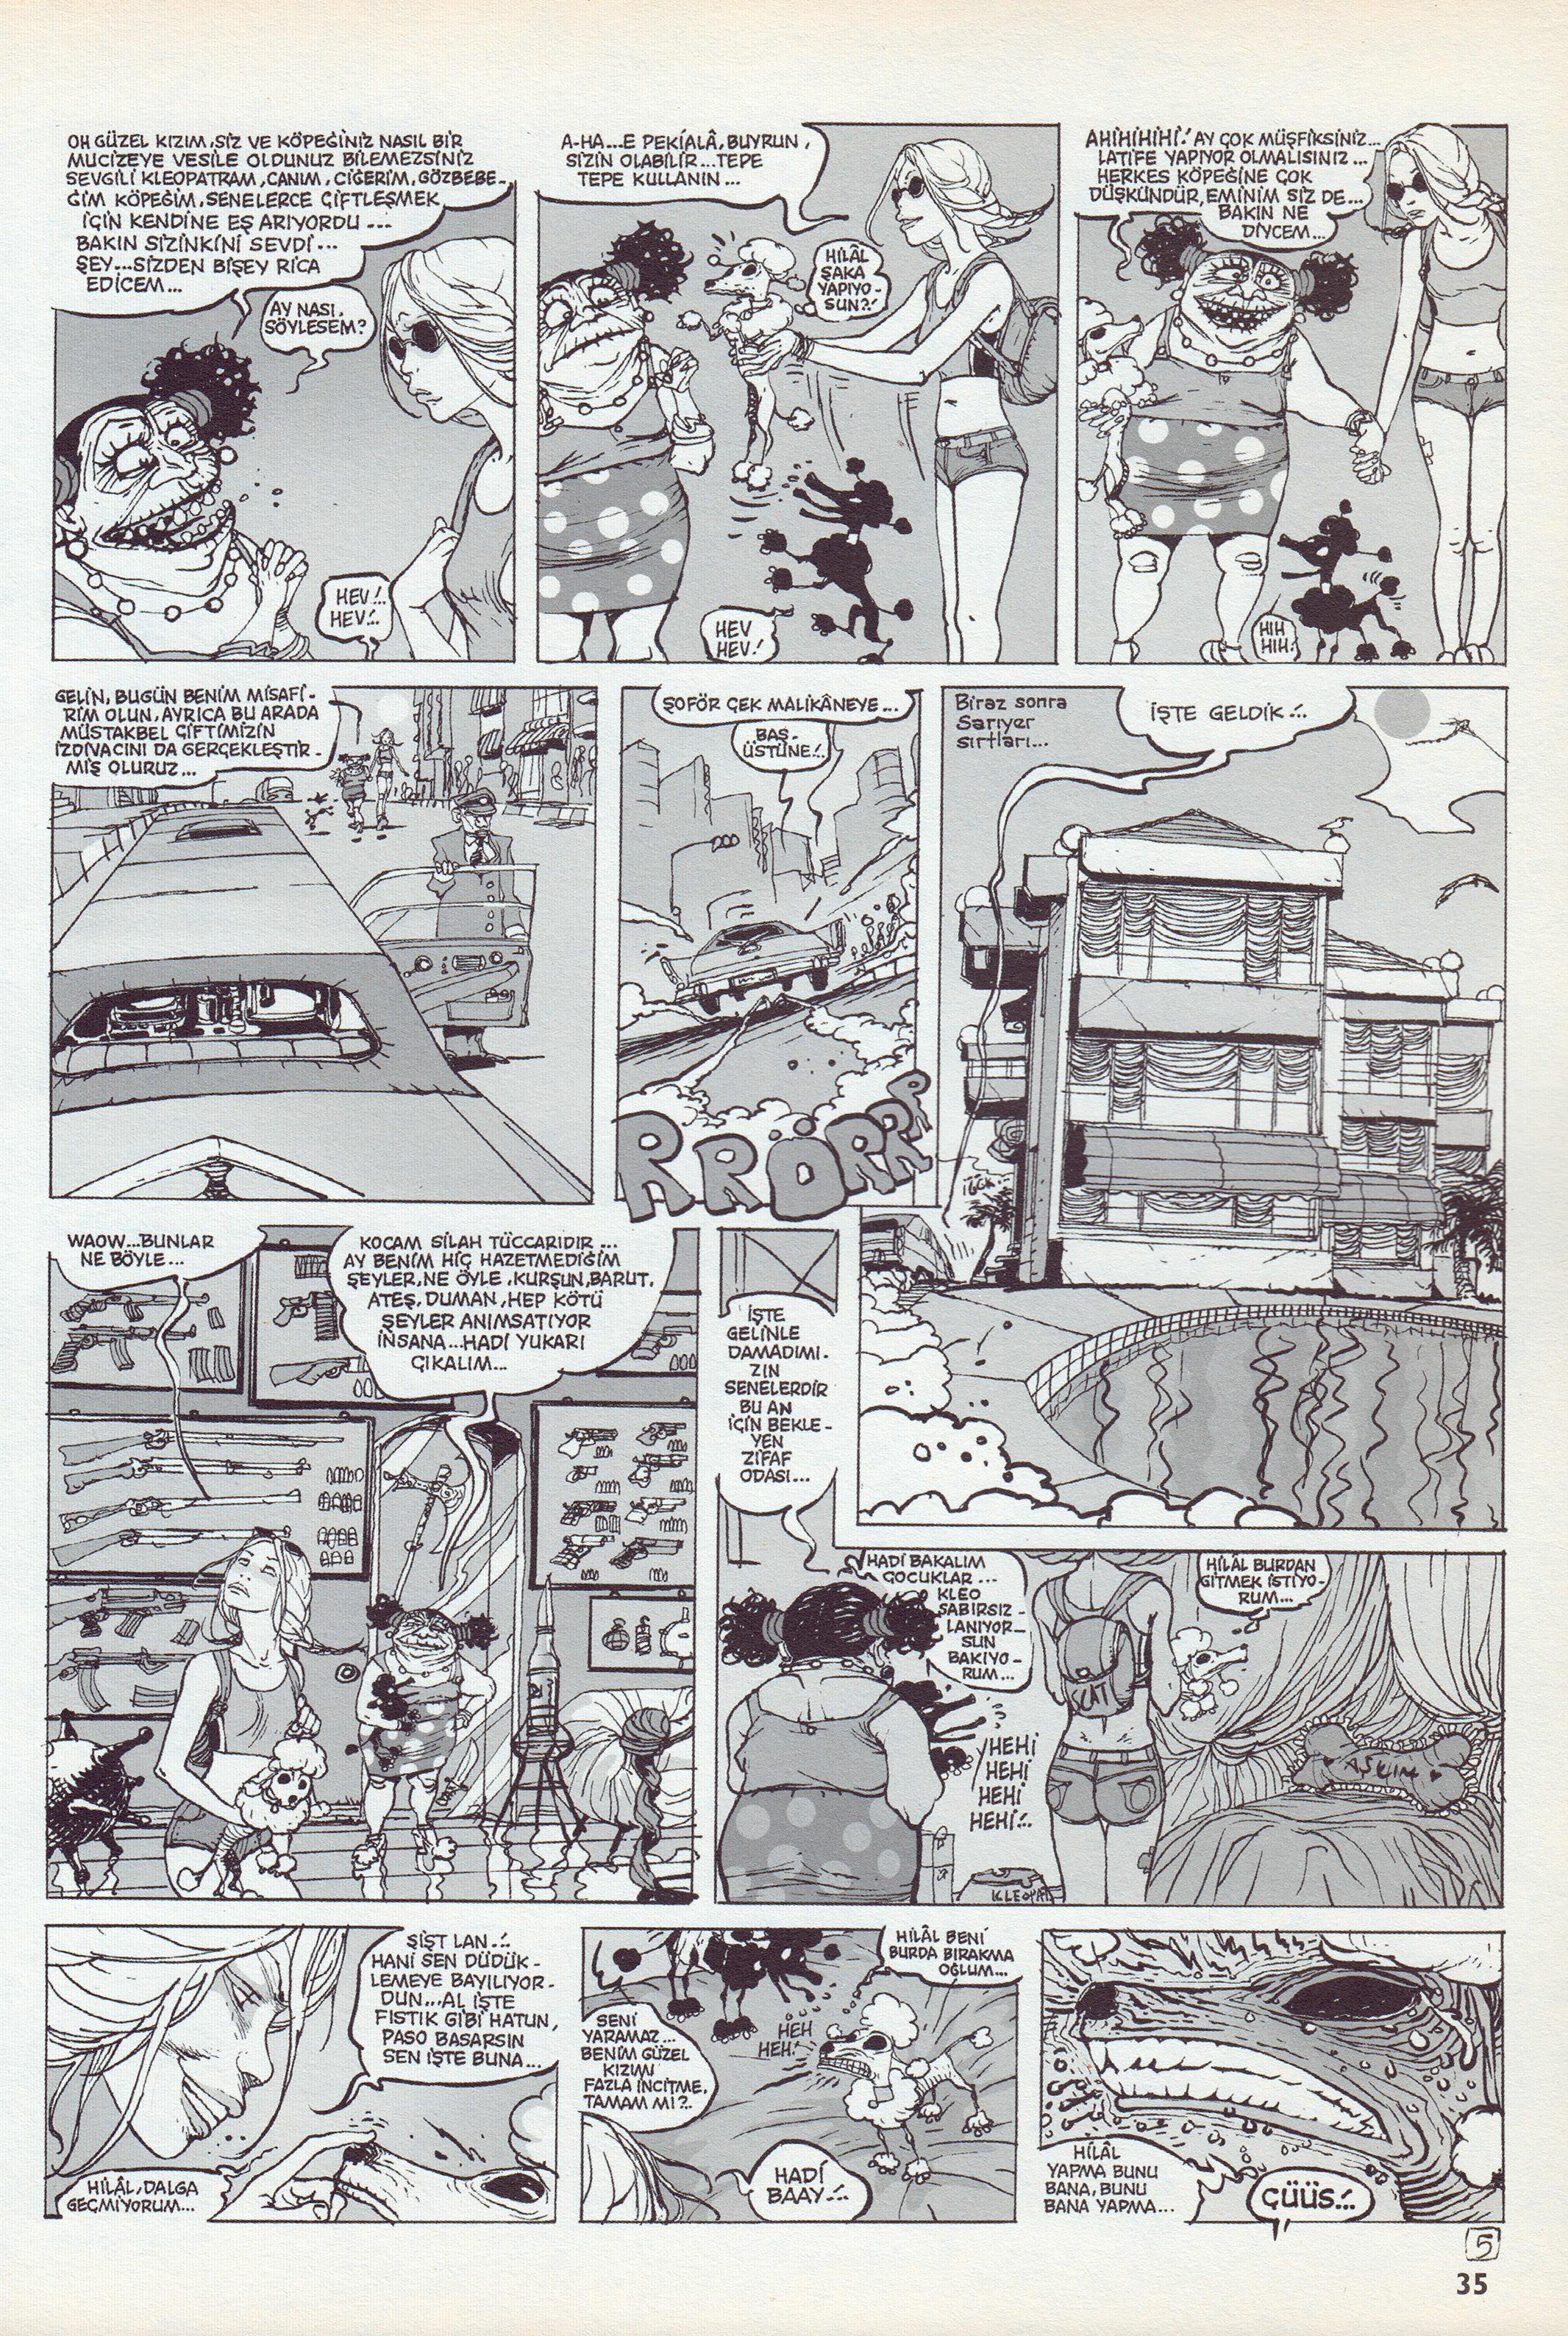 OH GÜZEL KIZIM, SİZ VE KÖPEĞİNİZ NASIL BİR
MUCİZEYE VESİLE OLDUNUZ BİLEMEZSİNİZ
SEVGİLİ KLEOPATRAM, CANIM, CİĞERİM, GÖZBEBE-
ĞİM KÖPEĞİM, SENELERCE ÇİFTLEŞMEK
İÇİN KENDİNE EŞ ARIYORDU...
BAKIN SİZİNKİNİ SEVDİ...
ŞEY...SİZDEN BİŞEY RİCA
EDİCEM...
AY NASI.
SÖYLESEM?
HEV!..
HEV!..
A-HA...E PEKİALÂ, BUYRUN,
SİZİN OLABİLİR...TEPE
TEPE KULLANIN...
HİLÂL
ŞAKA
YAPIYO-
SUN?!
HEV
HEV!
AHİHİHİHİ! AY ÇOK MÜŞFİKSİNİZ...
LATİFE YAPIYOR OLMALISINIZ...
HERKES KÖPEĞİNE ÇOK
DÜŞKÜNDÜR, EMİNİM SİZ DE...
BAKIN NE
DİYCEM...
HIH
HIH!
GELİN, BUGÜN BENİM MİSAFİ-
RİM OLUN, AYRICA BU ARADA
MÜSTAKBEL ÇİFTİMİZİN
İZDİVACINI DA GERÇEKLEŞTİR-
MİŞ OLURUZ...
ŞOFÖR ÇEK MALİKÂNEYE...
BAŞ-
ÜSTÜNE!..
RRÖRRRR
Biraz sonra
Sarıyer
sırtları...
İŞTE GELDİK!..
WAOW...BUNLAR
NE BÖYLE...
KOCAM SİLAH TÜCCARIDIR...
AY BENİM HİÇ HAZETMEDİĞİM
ŞEYLER, NE ÖYLE, KURŞUN, BARUT,
ATEŞ, DUMAN, HEP KÖTÜ
ŞEYLER ANIMSATIYOR
İNSANA...HADİ YUKARI
ÇIKALIM...
İŞTE
GELİNLE
DAMADIMI-
ZIN
SENELERDİR
BU AN
İÇİN BEKLE-
YEN
ZİFAF
ODASI...
HADİ BAKALIM
ÇOCUKLAR...
KLEO
SABIRSIZ-
LANIYOR-
SUN
BAKIYO-
RUM...
HEHİ
HEHİ
HEHİ
HEHİ!..
HİLÂL BURDAN
GİTMEK İSTİYO-
RUM...
SCAT
AŞKIM
KLEOPAT
ŞİŞT LAN!..
HANİ SEN DÜDÜK-
LEMEYE BAYILIYOR-
DUN...AL İŞTE
FISTIK GİBİ HATUN,
PASO BASARSIN
SEN İŞTE BUNA...
HİLÂL, DALGA
GEÇMİYORUM...
HİLÂL BENİ
BURDA BIRAKMA
OĞLUM...
SENİ
YARAMAZ...
BENİM GÜZEL
KIZIMI
FAZLA İNCİTME,
TAMAM MI?.
HEH
HEH!
HADİ
BAAY!..
HİLÂL
YAPMA BUNU
BANA, BUNU
BANA YAPMA...
ÇÜÜS!..
5
35